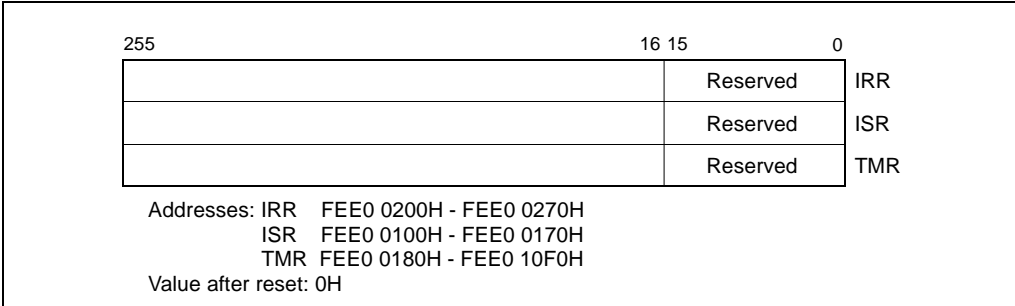 255 16 15 0
Reserved IRR
Reserved ISR
Reserved TMR
Addresses: IRR FEE0 0200H - FEE0 0270H
ISR FEE0 0100H - FEE0 0170H
TMR FEE0 0180H - FEE0 10F0H
Value after reset: 0H